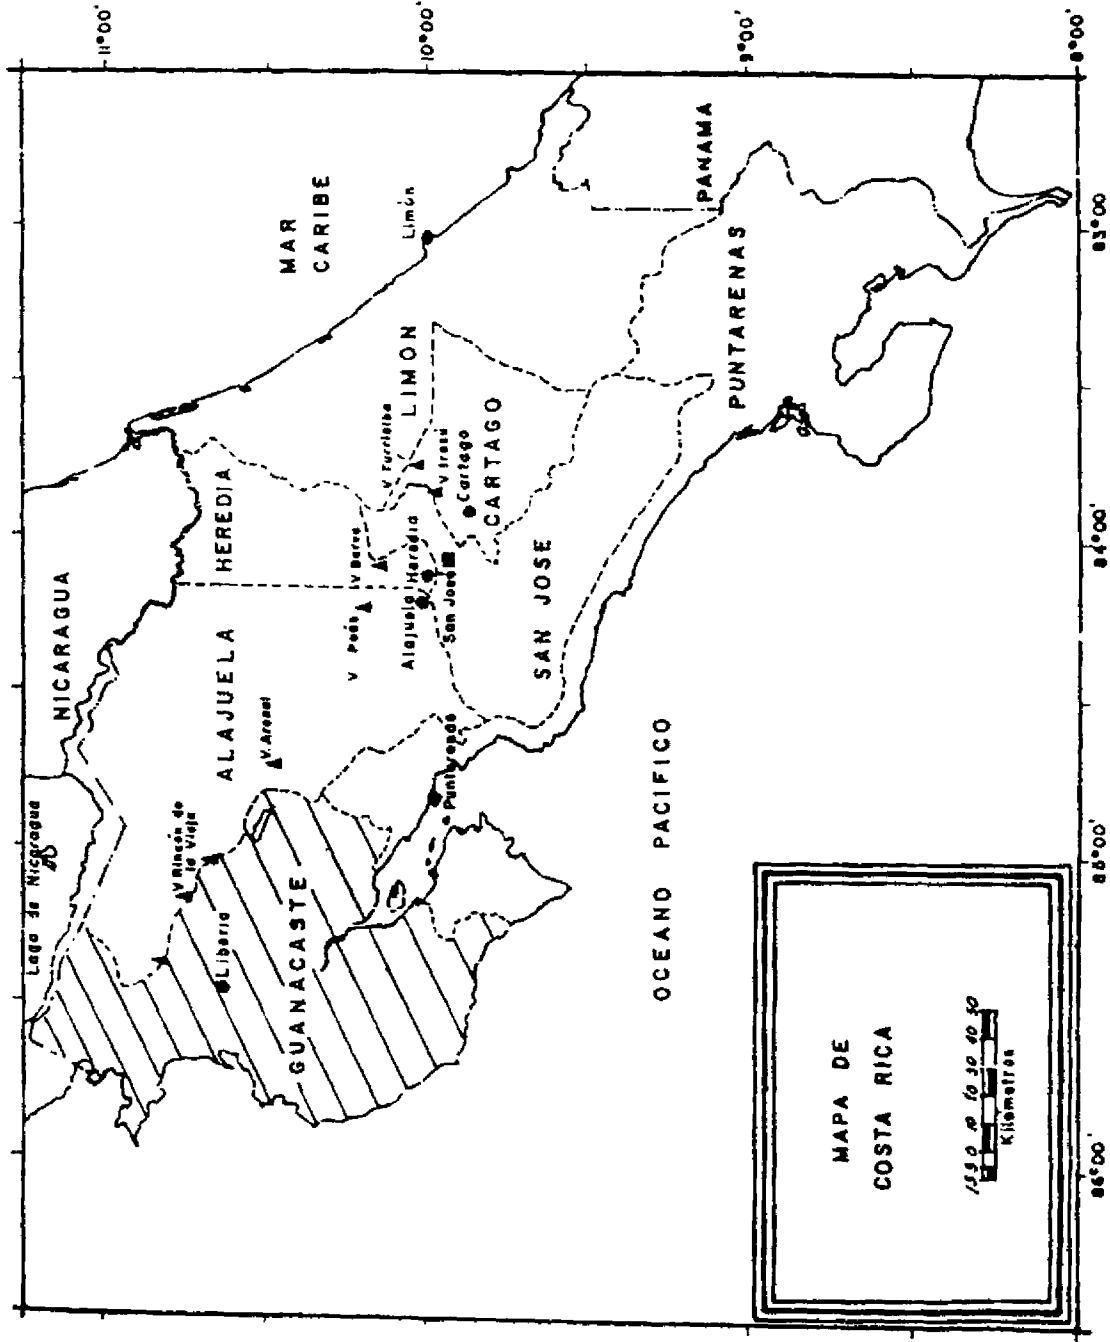 11°00'
10°00'
9°00'
8°00'
83°00
84°00'
85°00'
86°00'
Lago de Nicaragua
NICARAGUA
MAR
CARIBE
V Rincón de
la Vieja
ALAJUELA
HEREDIA
Liberia
V. Arenal
V Poás
V Barva
V Turrialba
LIMON
Limón
GUANACASTE
Alajuela
Heredia
V Irazu
Puntarenas
San José
Cartago
CARTAGO
SAN JOSE
PANAMA
PUNTARENAS
OCEANO PACIFICO
MAPA DE
COSTA RICA
Kilometros